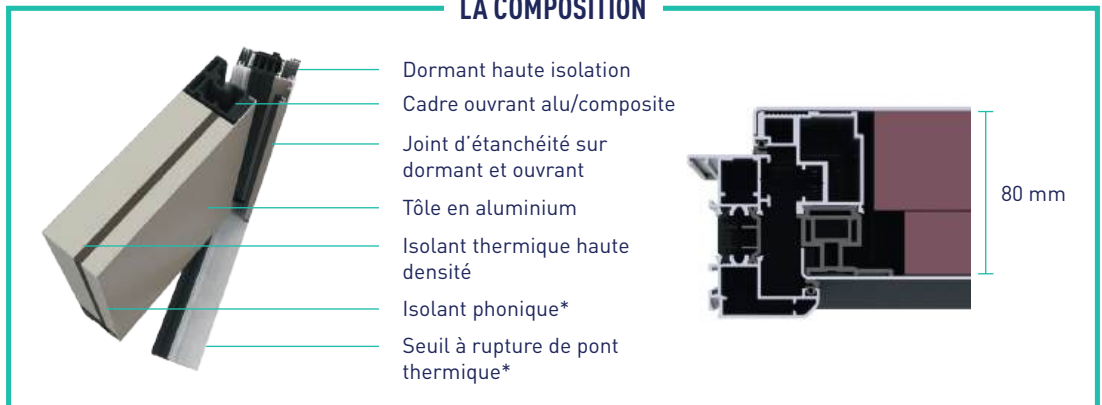 LA COMPOSITION
Dormant haute isolation
Cadre ouvrant alu/composite
Joint d'étanchéité sur
dormant et ouvrant
Tôle en aluminium
Isolant thermique haute
densité
Isolant phonique*
Seuil à rupture de pont
thermique*
80 mm